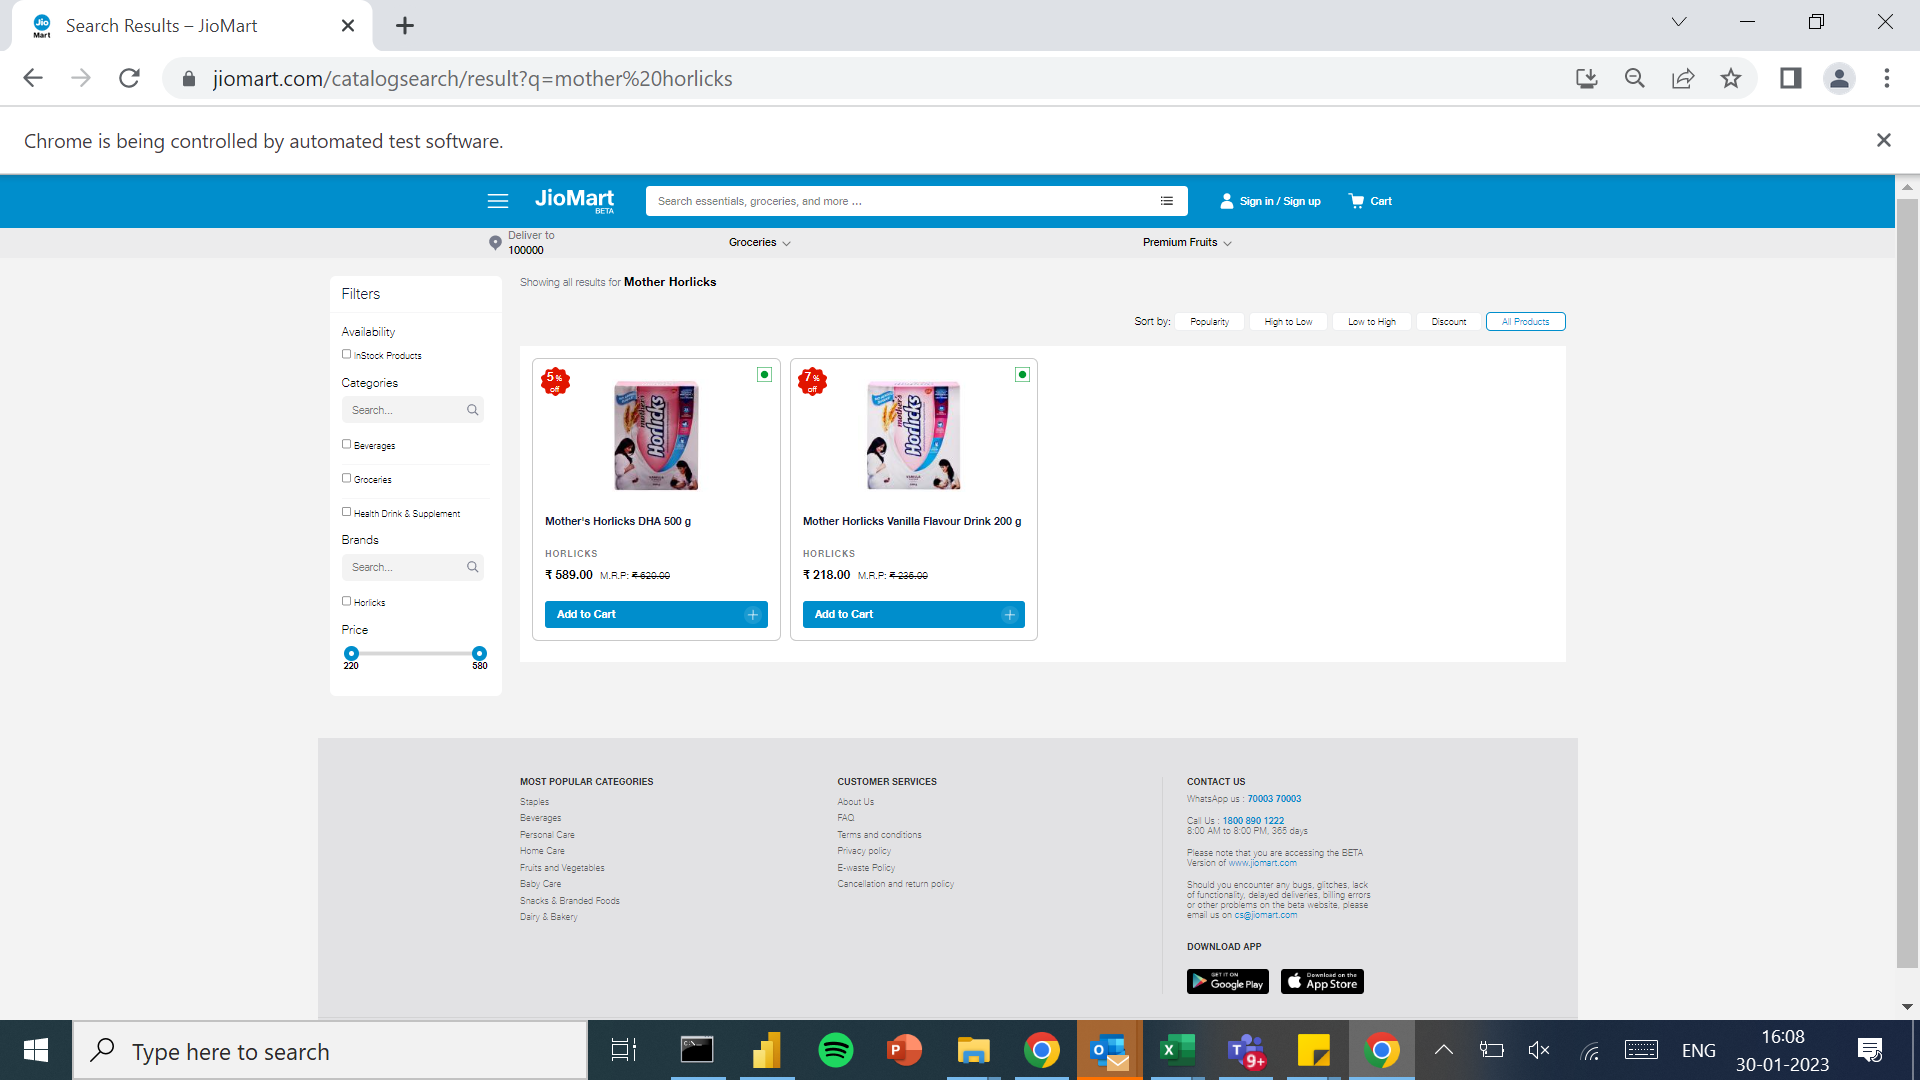 Search Results – JioMart
jiomart.com/catalogsearch/result?q=mother%20horlicks
Chrome is being controlled by automated test software.
JioMart
BETA
Search essentials, groceries, and more ...
Sign in / Sign up
Cart
Deliver to
100000
Groceries
Premium Fruits
Filters
Availability
InStock Products
Categories
Search...
Beverages
Groceries
Health Drink & Supplement
Brands
Search...
Horlicks
Price
220
580
Showing all results for Mother Horlicks
Sort by:
Popularity
High to Low
Low to High
Discount
All Products
5%
off
mother's
Horlicks
Mother's Horlicks DHA 500 g
HORLICKS
₹ 589.00 M.R.P: ₹ 620.00
Add to Cart
7%
off
mother's
Horlicks
Mother Horlicks Vanilla Flavour Drink 200 g
HORLICKS
₹ 218.00 M.R.P: ₹ 235.00
Add to Cart
MOST POPULAR CATEGORIES
Staples
Beverages
Personal Care
Home Care
Fruits and Vegetables
Baby Care
Snacks & Branded Foods
Dairy & Bakery
CUSTOMER SERVICES
About Us
FAQ
Terms and conditions
Privacy policy
E-waste Policy
Cancellation and return policy
CONTACT US
WhatsApp us : 70003 70003
Call Us : 1800 890 1222
8:00 AM to 8:00 PM, 365 days
Please note that you are accessing the BETA
Version of www.jiomart.com
Should you encounter any bugs, glitches, lack
of functionality, delayed deliveries, billing errors
or other problems on the beta website, please
email us on cs@jiomart.com
DOWNLOAD APP
GET IT ON
Google Play
Download on the
App Store
Type here to search
9+
ENG
16:08
30-01-2023